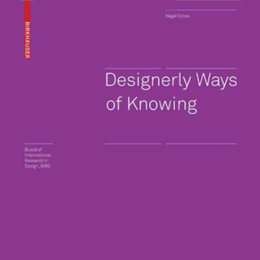 BIRKHÄUSER
Nigel Cross
Designerly Ways
of Knowing
Board of
International
Research in
Design, BIRD